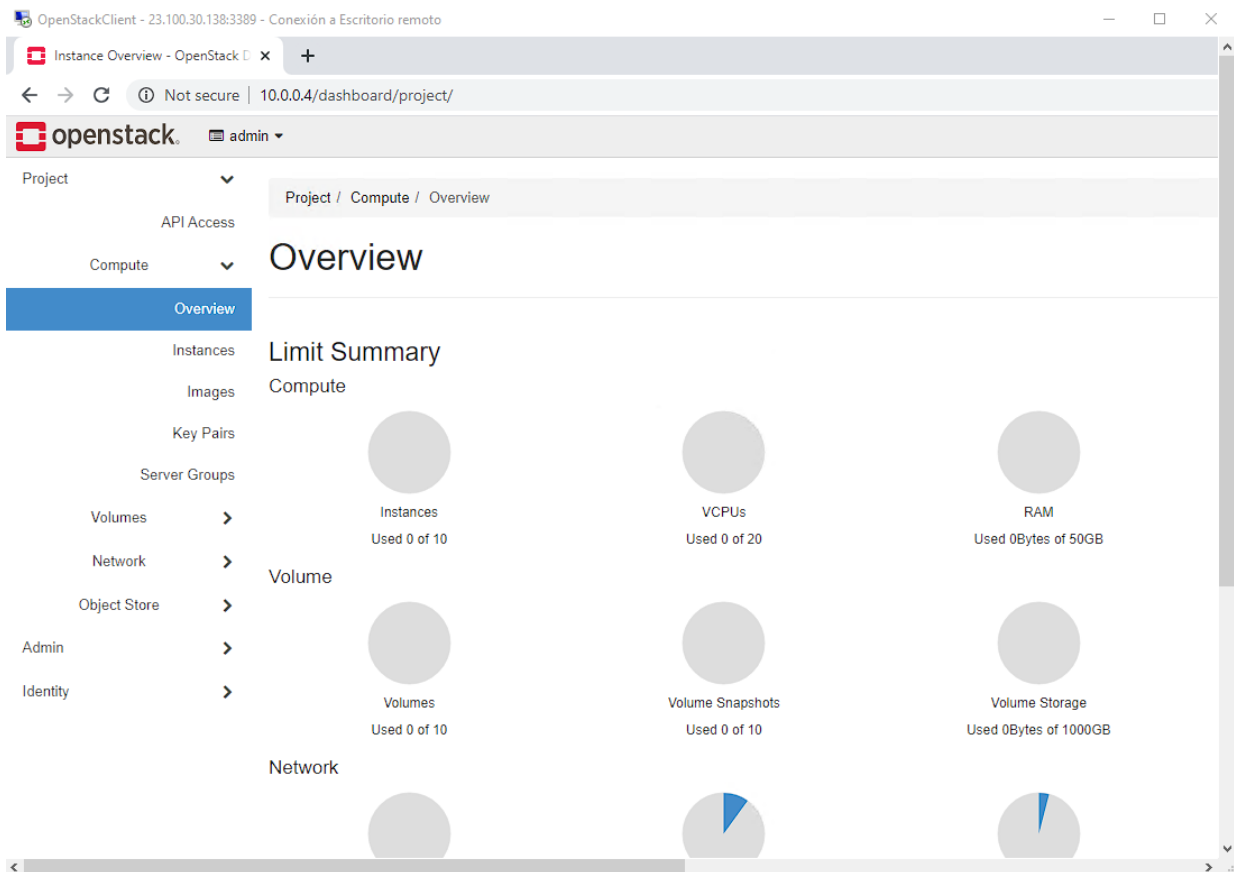 OpenStackClient - 23.100.30.138:3389 - Conexión a Escritorio remoto
Instance Overview - OpenStack D
Not secure | 10.0.0.4/dashboard/project/
openstack. admin
Project
Project / Compute / Overview
API Access
Compute
Overview
Overview
Instances
Images
Key Pairs
Server Groups
Volumes
Network
Object Store
Admin
Identity
Limit Summary
Compute
Instances VCPUs RAM
Used 0 of 10 Used 0 of 20 Used 0Bytes of 50GB
Volume
Volumes Volume Snapshots Volume Storage
Used 0 of 10 Used 0 of 10 Used 0Bytes of 1000GB
Network